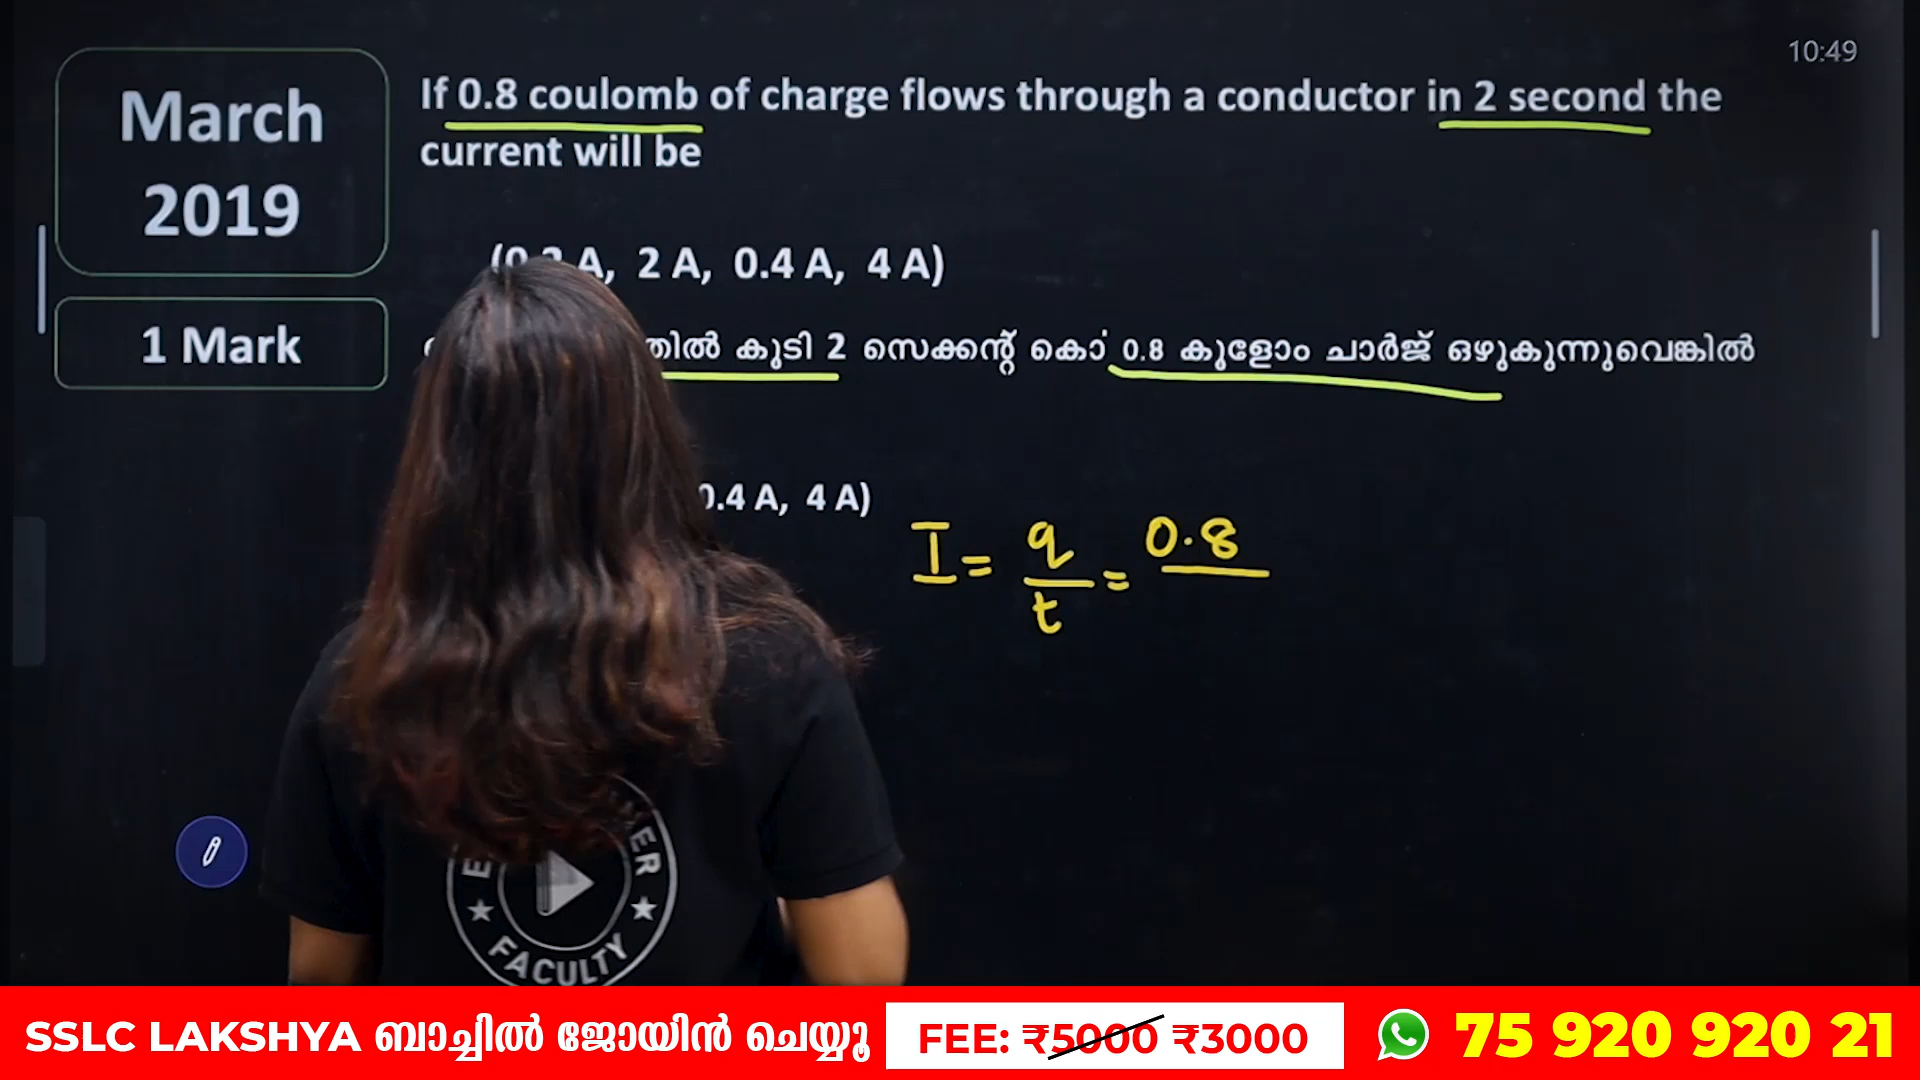 10:49
March
2019
1 Mark
If 0.8 coulomb of charge flows through a conductor in 2 second the
current will be
A, 2 A, 0.4 A, 4 A)
കൂടി 2 സെക്കന്റ് കൊ 0.8 കൂളോം ചാർജ് ഒഴുകുന്നുവെങ്കിൽ
0.4 A, 4 A)
I = q/t = 0.8
FACULTY
SSLC LAKSHYA ബാച്ചിൽ ജോയിൻ ചെയ്യൂ
FEE: ₹5000 ₹3000
75 920 920 21